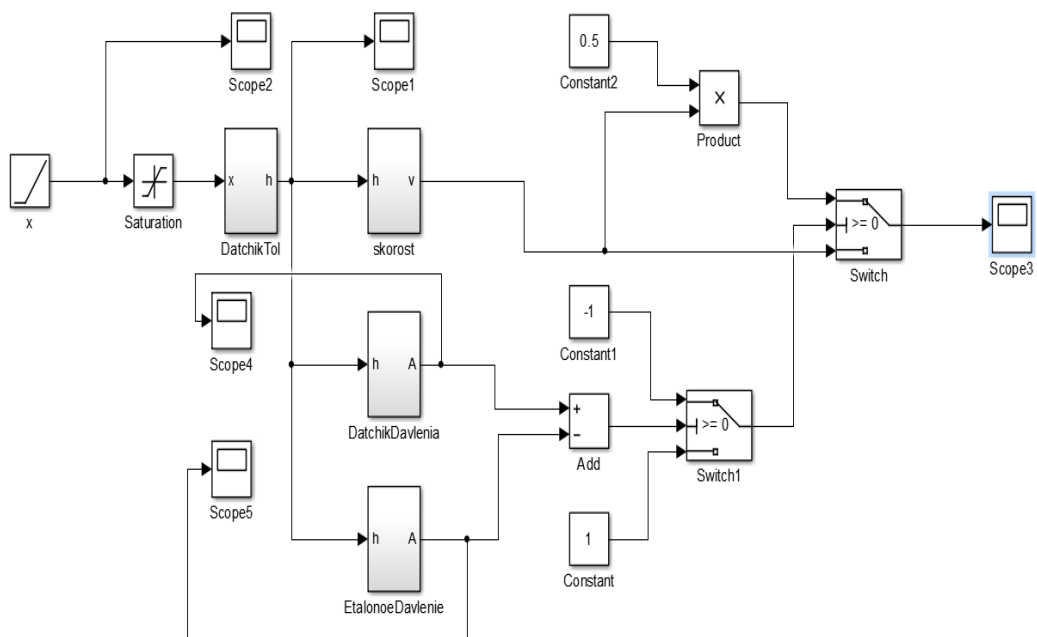 Scope2
Scope1
0.5
Constant2
×
Product
x
Saturation
x h
DatchikTol
h v
skorost
>= 0
Switch
Scope3
Scope4
-1
Constant1
h A
DatchikDavlenia
+
−
Add
>= 0
Switch1
Scope5
h A
EtalonoeDavlenie
1
Constant